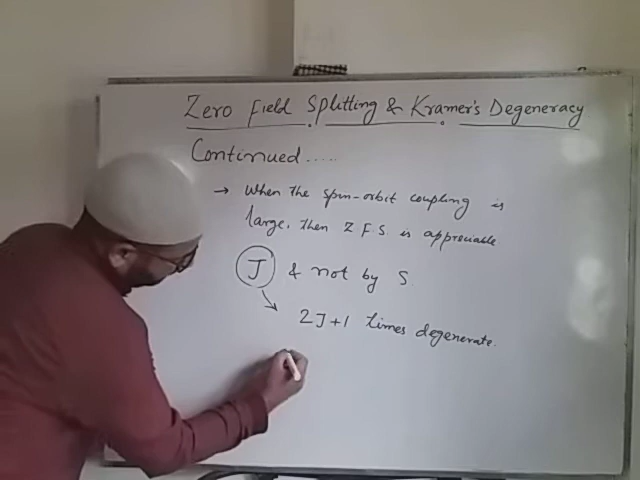 Zero Field Splitting & Kramer's Degeneracy
Continued.....
→ When the spin-orbit coupling is
large, then Z F S. is appreciable
J & not by S.
2J+1 times degenerate.